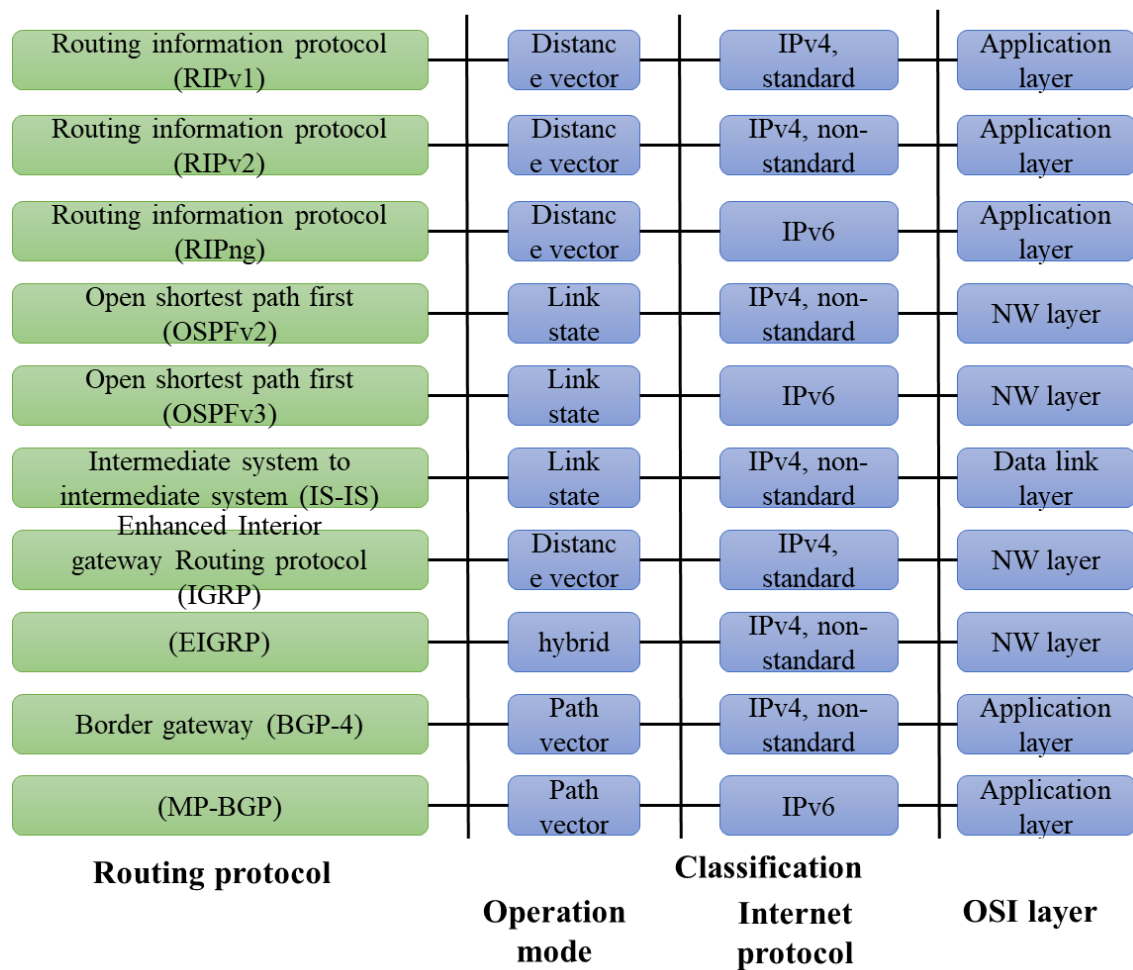 Routing information protocol
(RIPv1)
Distanc
e vector
IPv4,
standard
Application
layer
Routing information protocol
(RIPv2)
Distanc
e vector
IPv4, non-
standard
Application
layer
Routing information protocol
(RIPng)
Distanc
e vector
IPv6
Application
layer
Open shortest path first
(OSPFv2)
Link
state
IPv4, non-
standard
NW layer
Open shortest path first
(OSPFv3)
Link
state
IPv6
NW layer
Intermediate system to
intermediate system (IS-IS)
Link
state
IPv4, non-
standard
Data link
layer
Enhanced Interior
gateway Routing protocol
(IGRP)
Distanc
e vector
IPv4,
standard
NW layer
(EIGRP)
hybrid
IPv4, non-
standard
NW layer
Border gateway (BGP-4)
Path
vector
IPv4, non-
standard
Application
layer
(MP-BGP)
Path
vector
IPv6
Application
layer
Routing protocol
Classification
Operation
mode
Internet
protocol
OSI layer